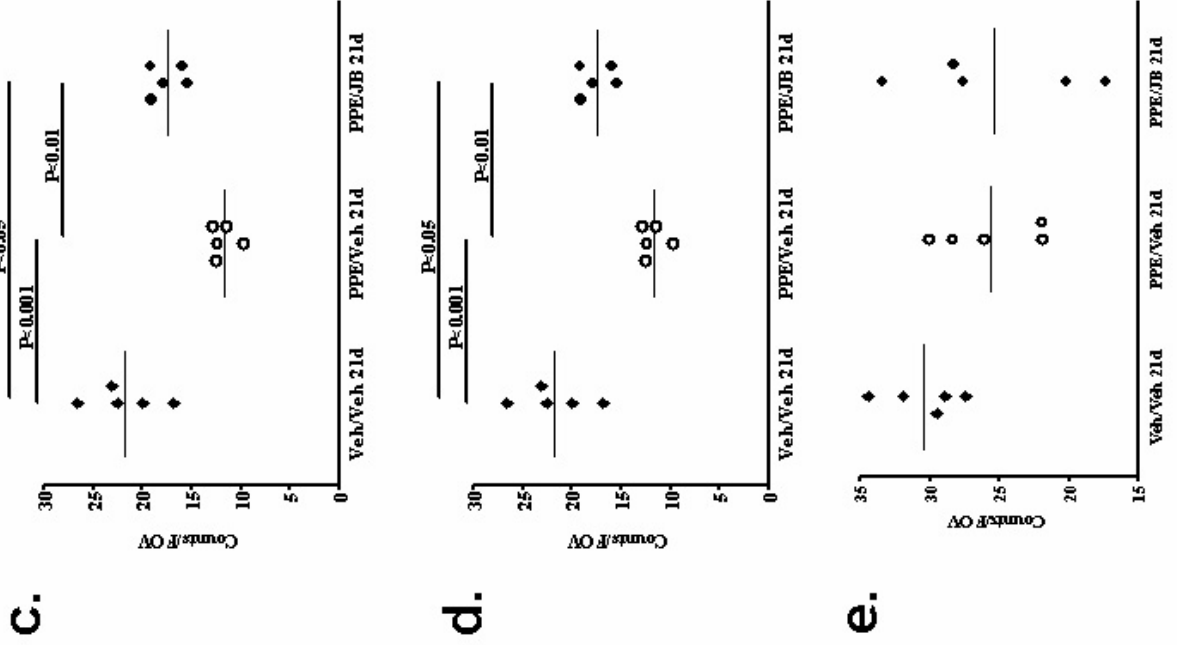 c.
P<0.001
P<0.01
Counts/FOV
30
25
20
15
10
5
0
Veh/Veh 21d
PPE/Veh 21d
PPE/JB 21d
d.
P<0.05
P<0.001
P<0.01
Counts/FOV
30
25
20
15
10
5
0
Veh/Veh 21d
PPE/Veh 21d
PPE/JB 21d
e.
Counts/FOV
35
30
25
20
15
Veh/Veh 21d
PPE/Veh 21d
PPE/JB 21d